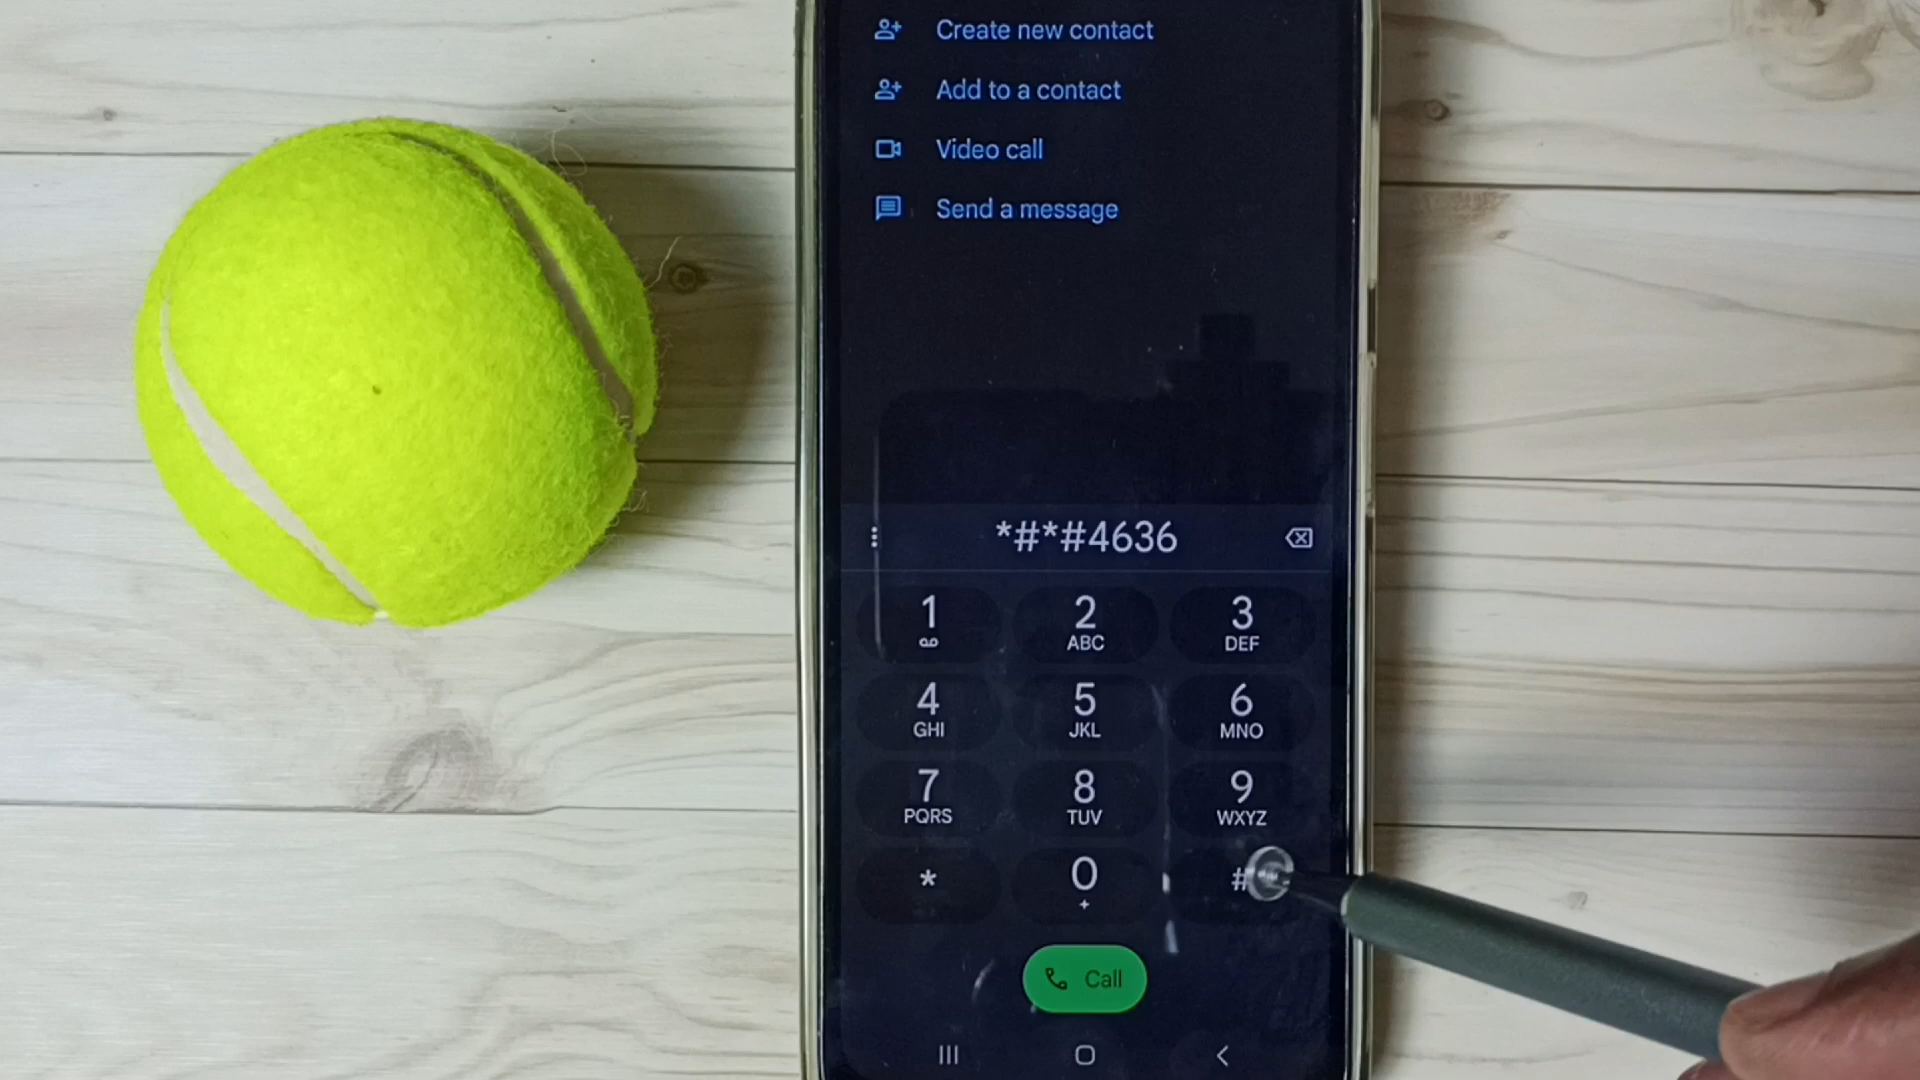 Create new contact
Add to a contact
Video call
Send a message
*#*#4636
1
2 ABC
3 DEF
4 GHI
5 JKL
6 MNO
7 PQRS
8 TUV
9 WXYZ
*
0 +
#
Call